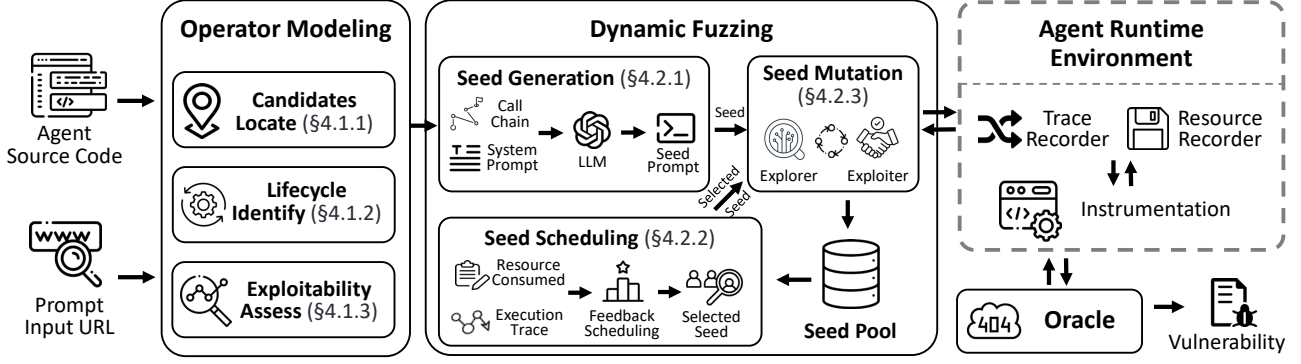 Operator Modeling
Dynamic Fuzzing
Agent Runtime
Environment
Agent
Source Code
WWW
Prompt
Input URL
Candidates
Locate (§4.1.1)
Lifecycle
Identify (§4.1.2)
Exploitability
Assess (§4.1.3)
Seed Generation (§4.2.1)
Call
Chain
System
Prompt
LLM
Seed
Prompt
Seed
Seed Mutation
(§4.2.3)
Explorer
Exploiter
Selected
Seed
Seed Scheduling (§4.2.2)
Resource
Consumed
Execution
Trace
Feedback
Scheduling
Selected
Seed
Seed Pool
Trace
Recorder
Resource
Recorder
</>
Instrumentation
404
Oracle
Vulnerability